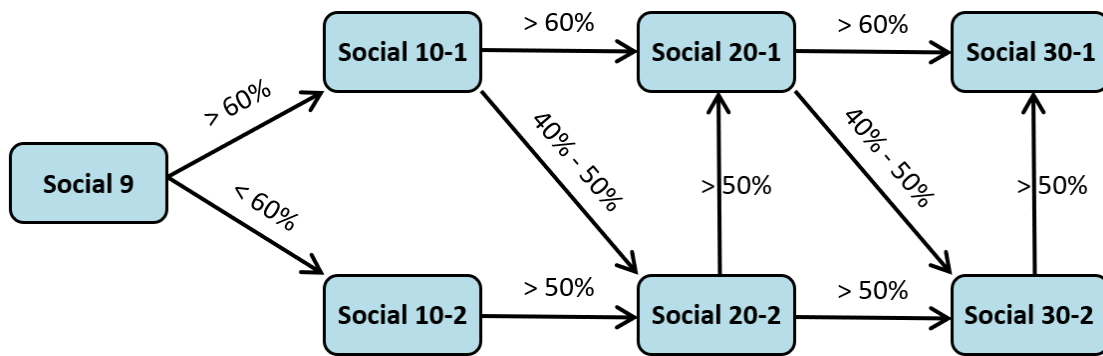 Social 10-1
> 60%
Social 20-1
> 60%
Social 30-1
> 60%
40% - 50%
40% - 50%
Social 9
> 50%
> 50%
< 60%
Social 10-2
> 50%
Social 20-2
> 50%
Social 30-2